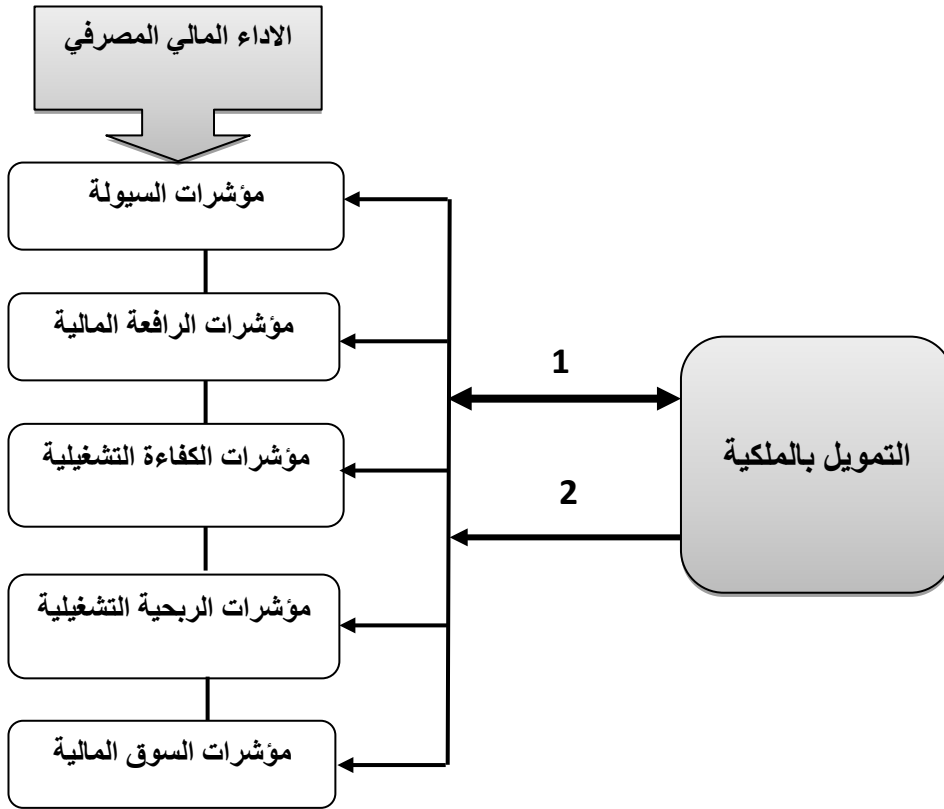 الاداء المالي المصرفي
مؤشرات السيولة
مؤشرات الرافعة المالية
1
التمويل بالملكية
مؤشرات الكفاءة التشغيلية
2
مؤشرات الربحية التشغيلية
مؤشرات السوق المالية